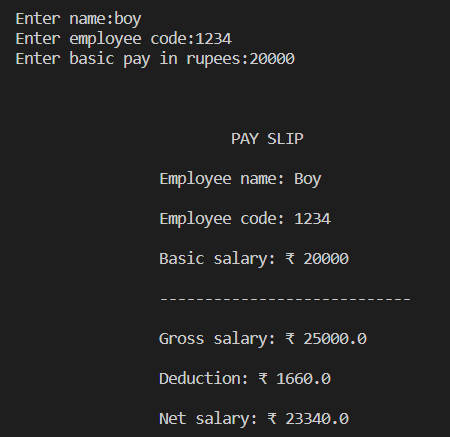 Enter name:boy
Enter employee code:1234
Enter basic pay in rupees:20000
PAY SLIP
Employee name: Boy
Employee code: 1234
Basic salary: ₹ 20000
----------------------------
Gross salary: ₹ 25000.0
Deduction: ₹ 1660.0
Net salary: ₹ 23340.0